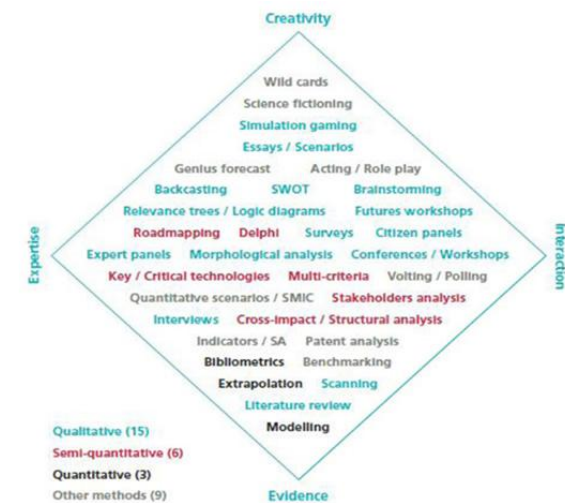 Creativity
Wild cards
Science fictioning
Simulation gaming
Essays / Scenarios
Genius forecast Acting / Role play
Backcasting SWOT Brainstorming
Relevance trees / Logic diagrams Futures workshops
Roadmapping Delphi Surveys Citizen panels
Expertise
Expert panels Morphological analysis Conferences / Workshops
Interaction
Key / Critical technologies Multi-criteria Volting / Polling
Quantitative scenarios / SMIC Stakeholders analysis
Interviews Cross-impact / Structural analysis
Indicators / SA Patent analysis
Bibliometrics Benchmarking
Extrapolation Scanning
Literature review
Modelling
Qualitative (15)
Semi-quantitative (6)
Quantitative (3)
Other methods (9)
Evidence